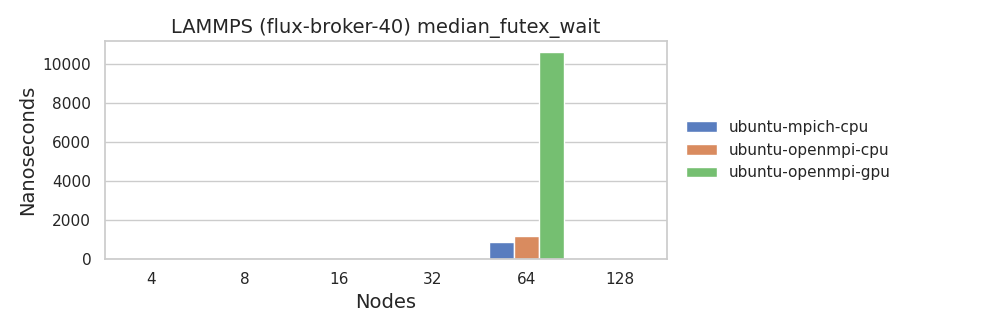 LAMMPS (flux-broker-40) median_futex_wait
Nanoseconds
10000
8000
6000
4000
2000
0
4 8 16 32 64 128
Nodes
ubuntu-mpich-cpu
ubuntu-openmpi-cpu
ubuntu-openmpi-gpu